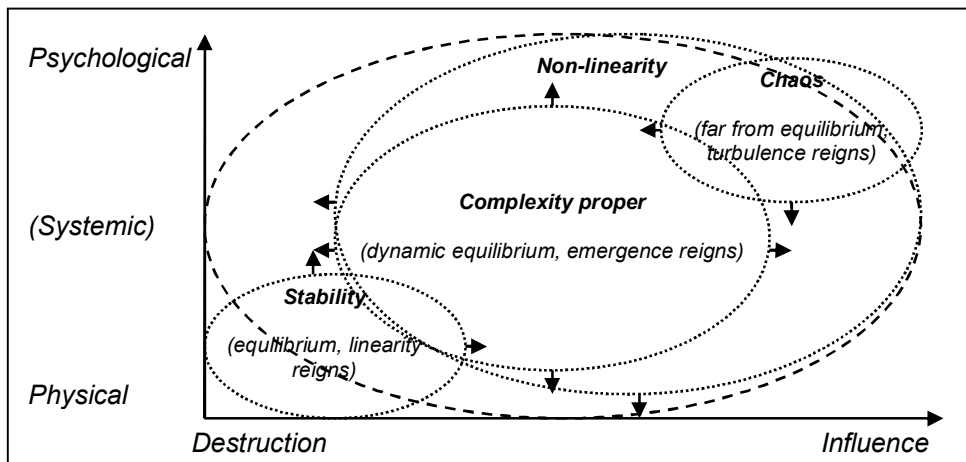 Psychological
Non-linearity
Chaos
(far from equilibrium,
turbulence reigns)
(Systemic)
Complexity proper
(dynamic equilibrium, emergence reigns)
Stability
(equilibrium, linearity
reigns)
Physical
Destruction
Influence